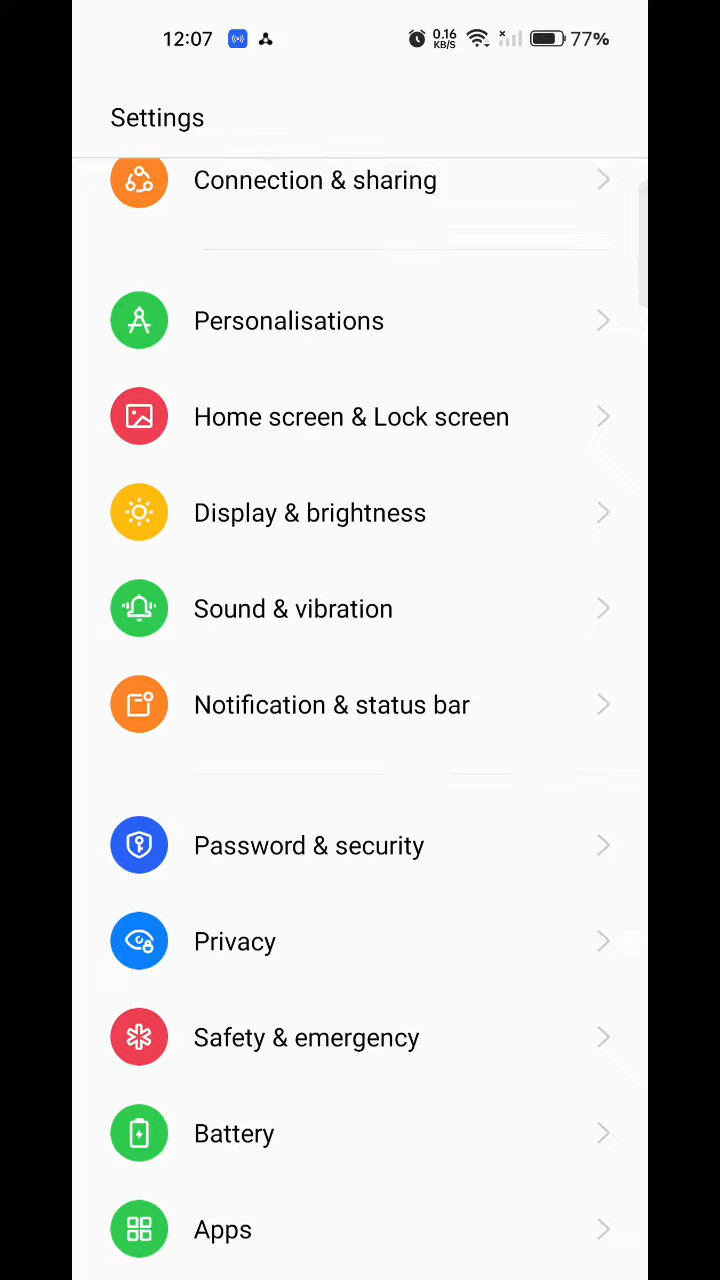 12:07
0.16
KB/S
77%
Settings
Connection & sharing
Personalisations
Home screen & Lock screen
Display & brightness
Sound & vibration
Notification & status bar
Password & security
Privacy
Safety & emergency
Battery
Apps